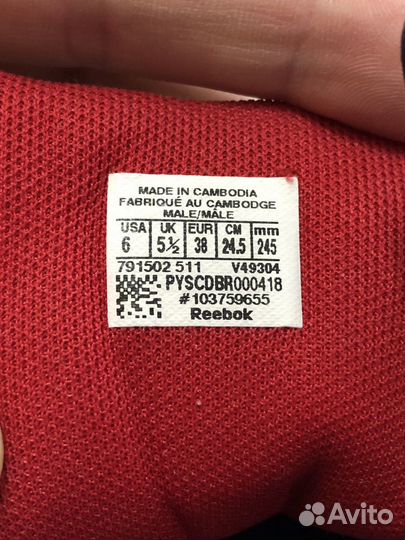 MADE IN CAMBODIA
FABRIQUÉ AU CAMBODGE
MALE/MÂLE
USA UK EUR CM mm
6 5½ 38 24.5 245
791502 511 V49304
PYSCDBR000418
#103759655
Reebok
Avito